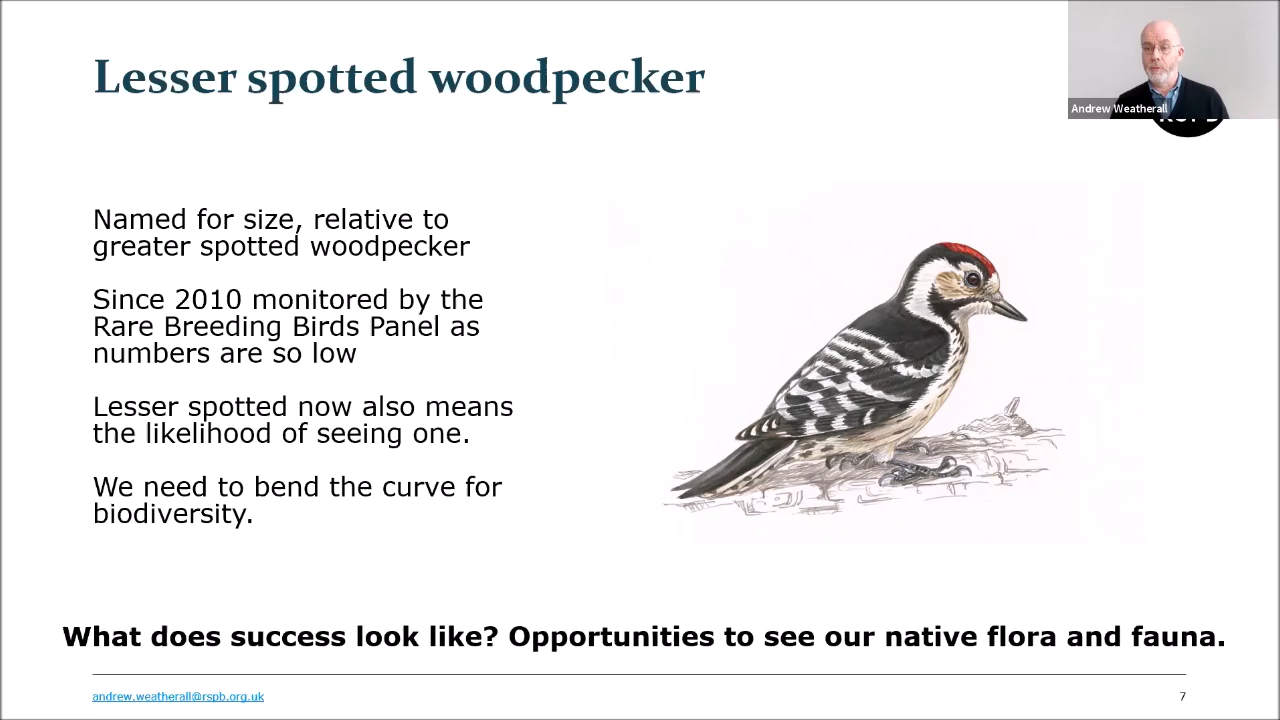 Lesser spotted woodpecker
Andrew Weatherall
Named for size, relative to
greater spotted woodpecker
Since 2010 monitored by the
Rare Breeding Birds Panel as
numbers are so low
Lesser spotted now also means
the likelihood of seeing one.
We need to bend the curve for
biodiversity.
What does success look like? Opportunities to see our native flora and fauna.
andrew.weatherall@rspb.org.uk
7